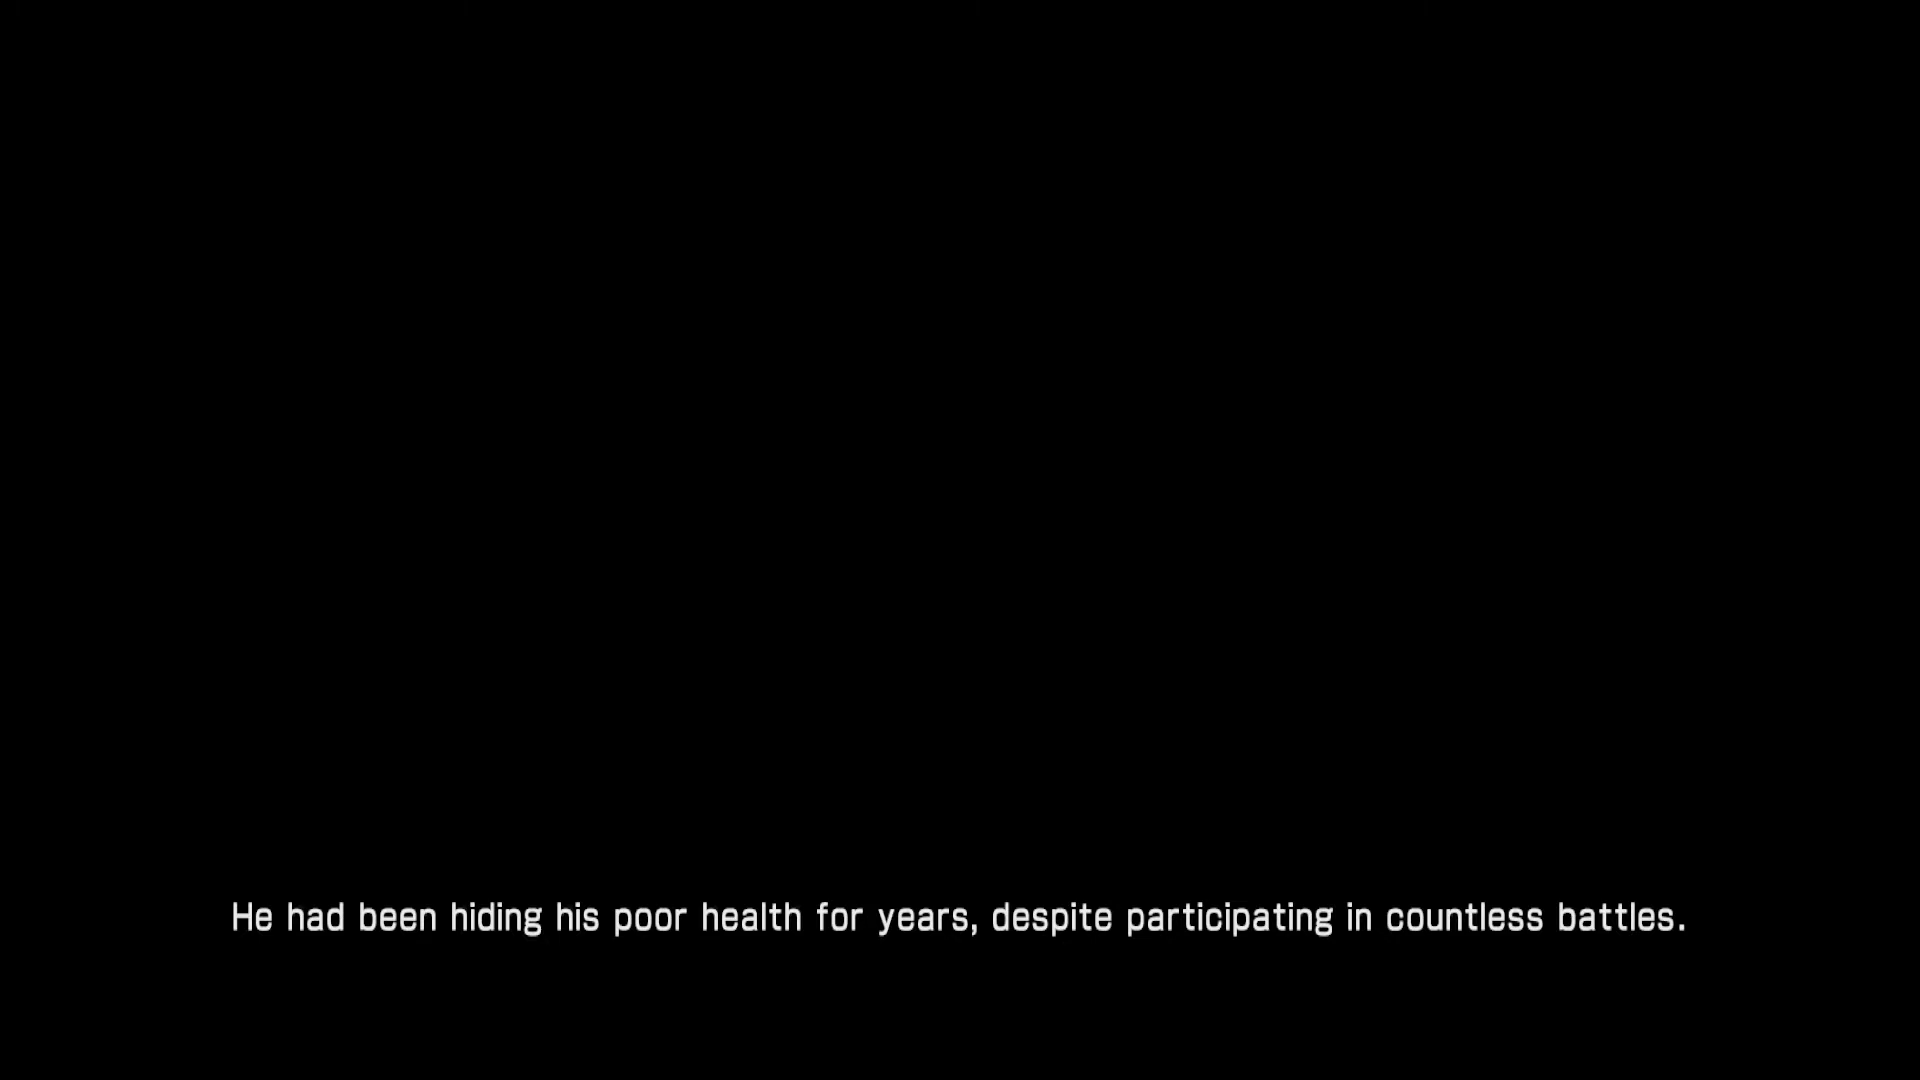 He had been hiding his poor health for years, despite participating in countless battles.